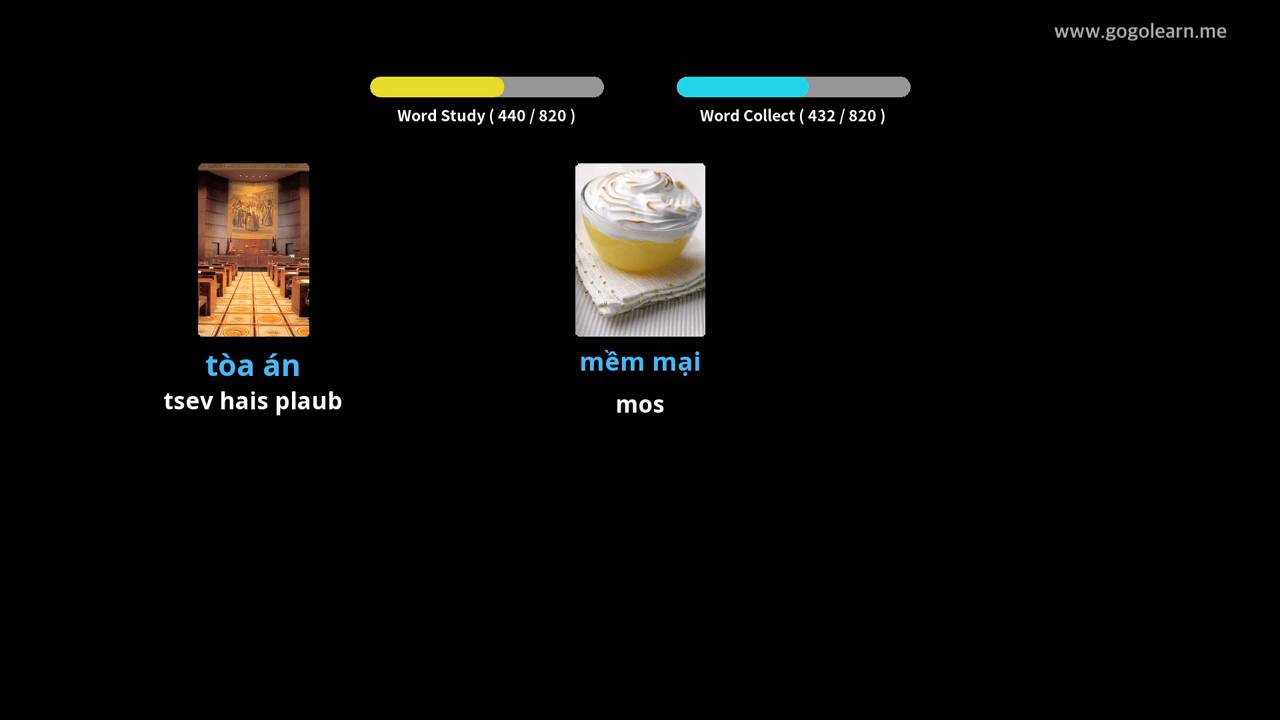 www.gogolearn.me
Word Study ( 440 / 820 )
Word Collect ( 432 / 820 )
tòa án
tsev hais plaub
mềm mại
mos